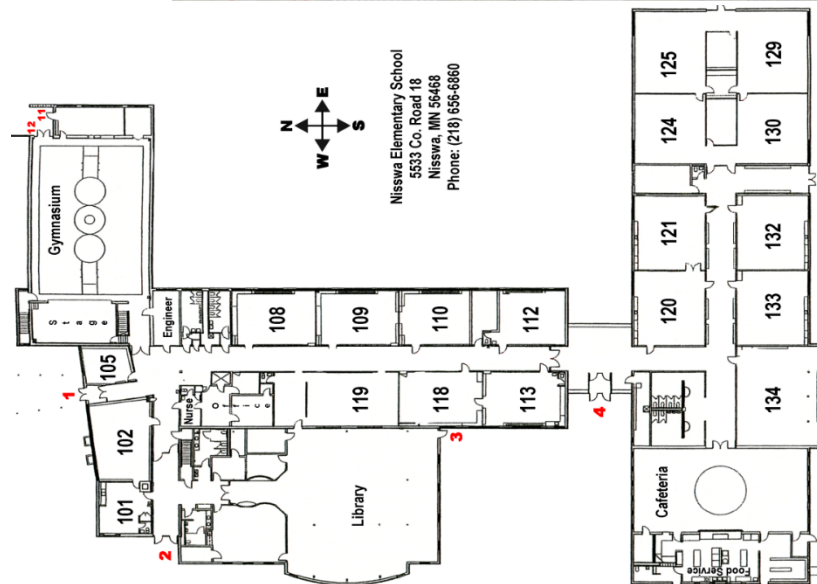 12
11
Gymnasium
Stage
Engineer
105
1
102
101
2
Nurse
Office
108
109
110
112
119
118
113
3
4
Library
N
W E
S
Nisswa Elementary School
5533 Co. Road 18
Nisswa, MN 56468
Phone: (218) 656-6860
125
129
124
130
121
132
120
133
134
Cafeteria
Food Service